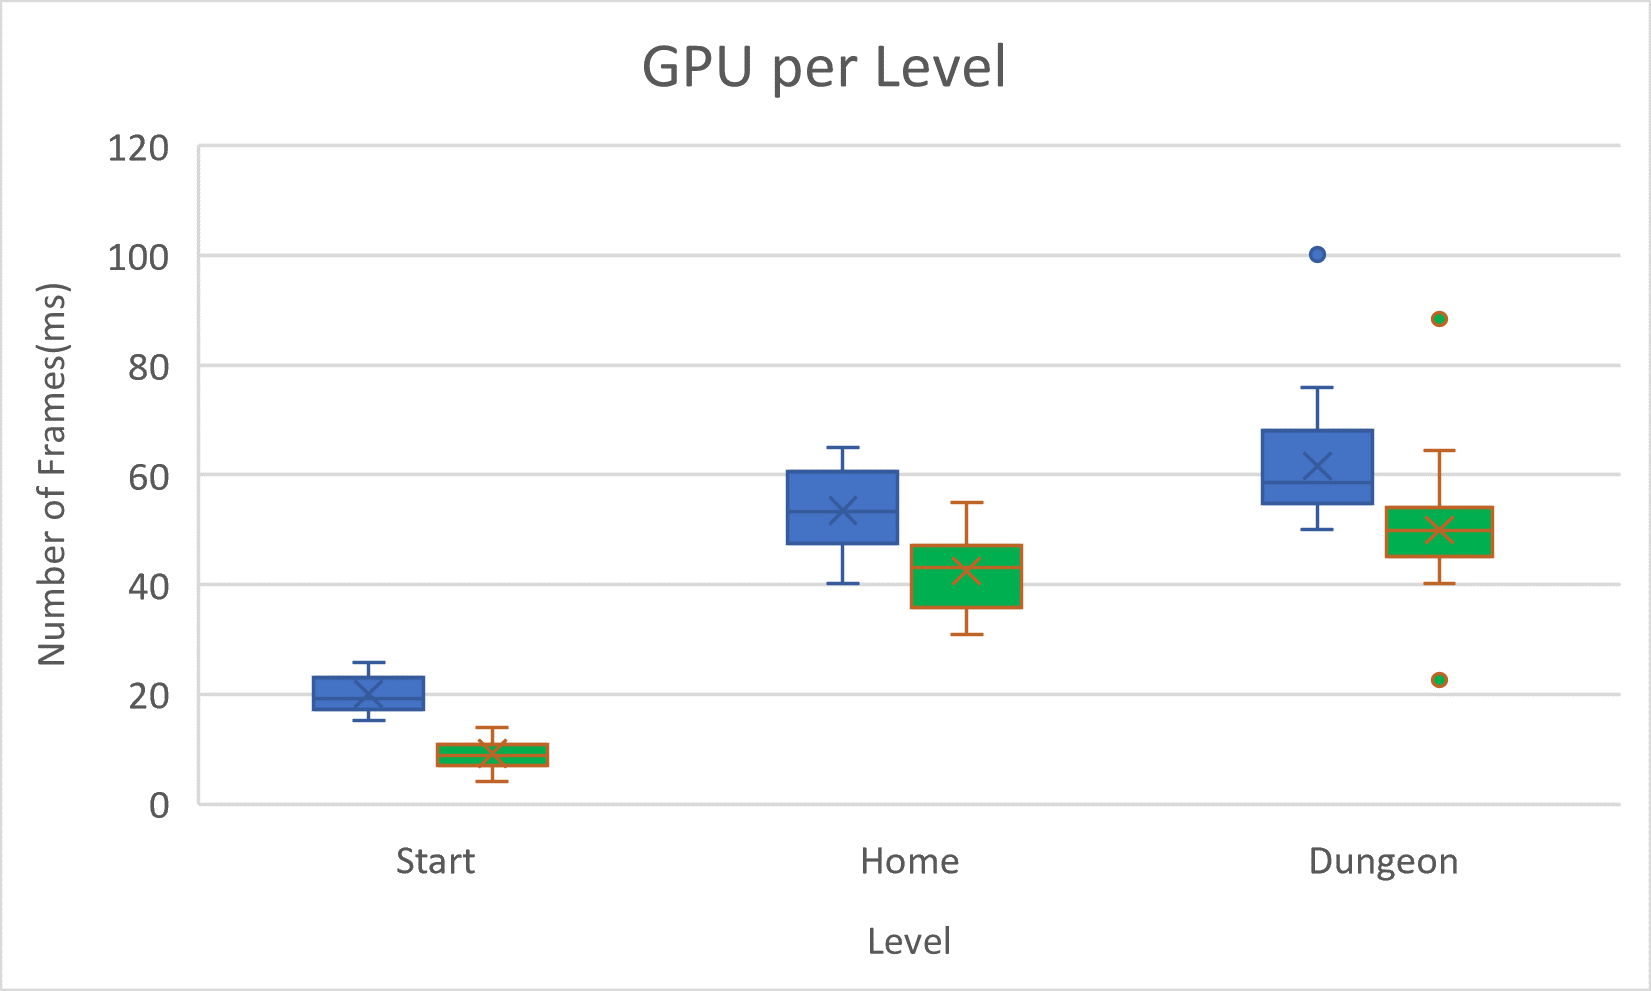 GPU per Level
120
100
80
60
40
20
0
Number of Frames(ms)
Start
Home
Dungeon
Level